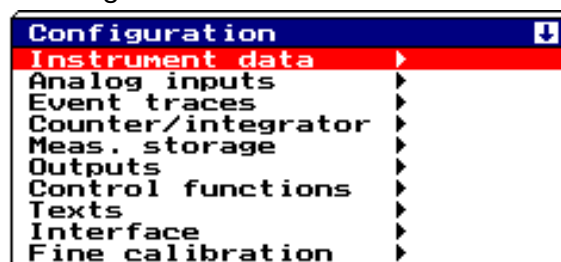 Configuration
Instrument data
Analog inputs
Event traces
Counter/integrator
Meas. storage
Outputs
Control functions
Texts
Interface
Fine calibration